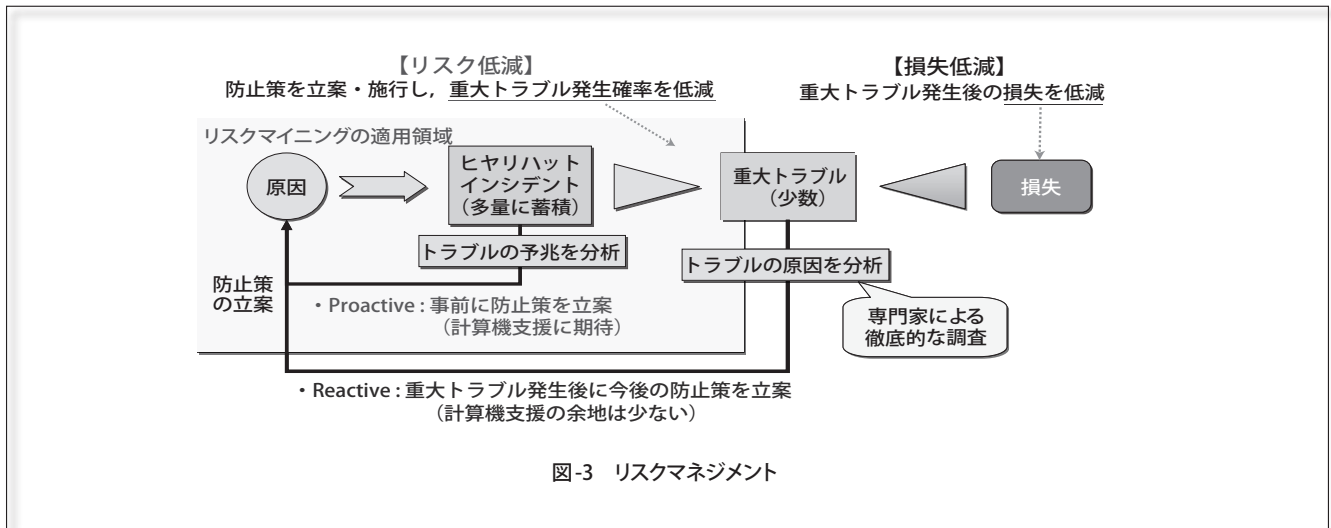 【リスク低減】
防止策を立案・施行し，重大トラブル発生確率を低減
【損失低減】
重大トラブル発生後の損失を低減
リスクマイニングの適用領域
原因
ヒヤリハット
インシデント
（多量に蓄積）
重大トラブル
（少数）
損失
トラブルの予兆を分析
トラブルの原因を分析
防止策
の立案
・Proactive : 事前に防止策を立案
（計算機支援に期待）
専門家による
徹底的な調査
・Reactive : 重大トラブル発生後に今後の防止策を立案
（計算機支援の余地は少ない）
図-3　リスクマネジメント